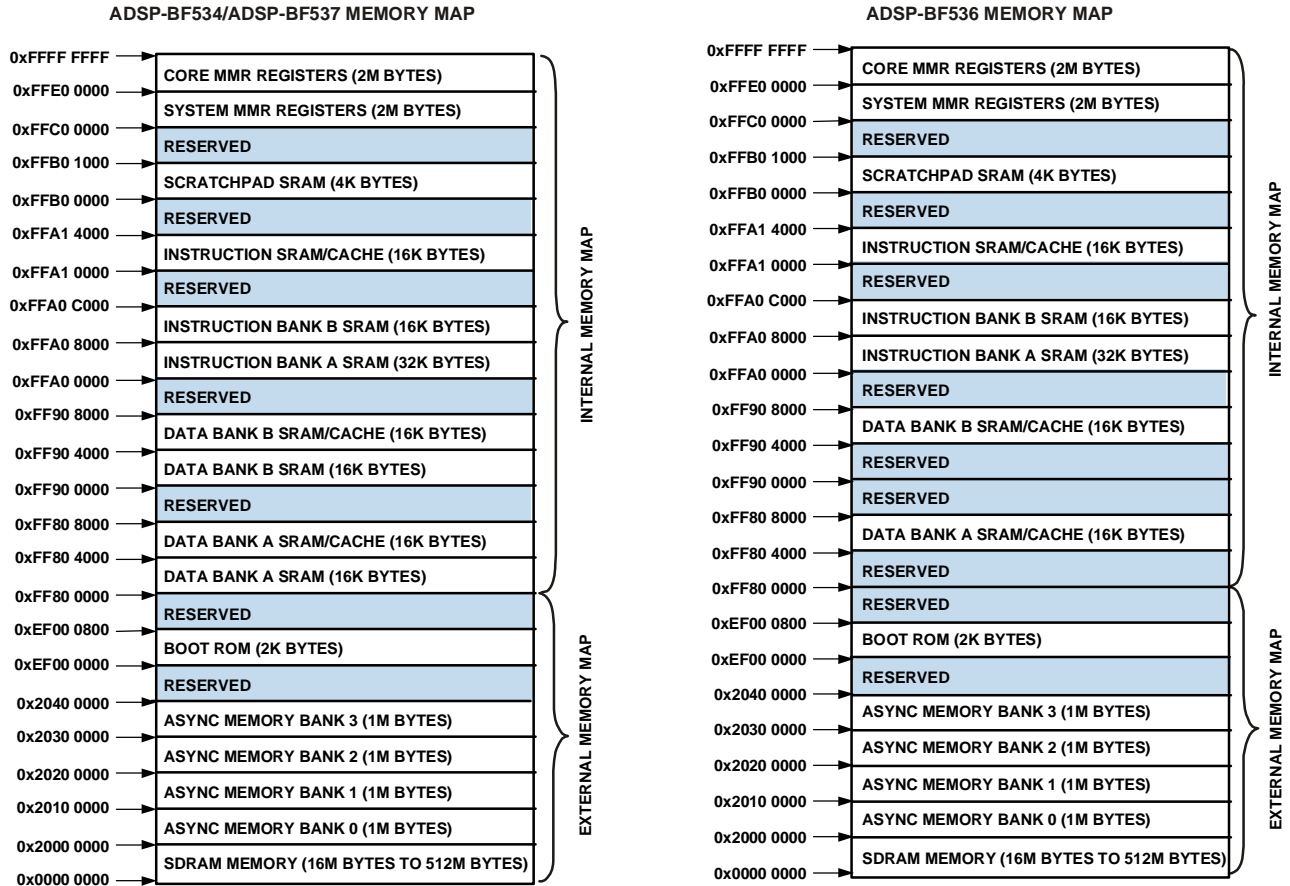 ADSP-BF534/ADSP-BF537 MEMORY MAP
0xFFFF FFFF
CORE MMR REGISTERS (2M BYTES)
0xFFE0 0000
SYSTEM MMR REGISTERS (2M BYTES)
0xFFC0 0000
RESERVED
0xFFB0 1000
SCRATCHPAD SRAM (4K BYTES)
0xFFB0 0000
RESERVED
0xFFA1 4000
INSTRUCTION SRAM/CACHE (16K BYTES)
0xFFA1 0000
RESERVED
0xFFA0 C000
INSTRUCTION BANK B SRAM (16K BYTES)
0xFFA0 8000
INSTRUCTION BANK A SRAM (32K BYTES)
0xFFA0 0000
RESERVED
0xFF90 8000
DATA BANK B SRAM/CACHE (16K BYTES)
0xFF90 4000
DATA BANK B SRAM (16K BYTES)
0xFF90 0000
RESERVED
0xFF80 8000
DATA BANK A SRAM/CACHE (16K BYTES)
0xFF80 4000
DATA BANK A SRAM (16K BYTES)
0xFF80 0000
RESERVED
0xEF00 0800
BOOT ROM (2K BYTES)
0xEF00 0000
RESERVED
0x2040 0000
ASYNC MEMORY BANK 3 (1M BYTES)
0x2030 0000
ASYNC MEMORY BANK 2 (1M BYTES)
0x2020 0000
ASYNC MEMORY BANK 1 (1M BYTES)
0x2010 0000
ASYNC MEMORY BANK 0 (1M BYTES)
0x2000 0000
SDRAM MEMORY (16M BYTES TO 512M BYTES)
0x0000 0000
INTERNAL MEMORY MAP
EXTERNAL MEMORY MAP
ADSP-BF536 MEMORY MAP
0xFFFF FFFF
CORE MMR REGISTERS (2M BYTES)
0xFFE0 0000
SYSTEM MMR REGISTERS (2M BYTES)
0xFFC0 0000
RESERVED
0xFFB0 1000
SCRATCHPAD SRAM (4K BYTES)
0xFFB0 0000
RESERVED
0xFFA1 4000
INSTRUCTION SRAM/CACHE (16K BYTES)
0xFFA1 0000
RESERVED
0xFFA0 C000
INSTRUCTION BANK B SRAM (16K BYTES)
0xFFA0 8000
INSTRUCTION BANK A SRAM (32K BYTES)
0xFFA0 0000
RESERVED
0xFF90 8000
DATA BANK B SRAM/CACHE (16K BYTES)
0xFF90 4000
RESERVED
0xFF90 0000
RESERVED
0xFF80 8000
DATA BANK A SRAM/CACHE (16K BYTES)
0xFF80 4000
RESERVED
0xFF80 0000
RESERVED
0xEF00 0800
BOOT ROM (2K BYTES)
0xEF00 0000
RESERVED
0x2040 0000
ASYNC MEMORY BANK 3 (1M BYTES)
0x2030 0000
ASYNC MEMORY BANK 2 (1M BYTES)
0x2020 0000
ASYNC MEMORY BANK 1 (1M BYTES)
0x2010 0000
ASYNC MEMORY BANK 0 (1M BYTES)
0x2000 0000
SDRAM MEMORY (16M BYTES TO 512M BYTES)
0x0000 0000
INTERNAL MEMORY MAP
EXTERNAL MEMORY MAP